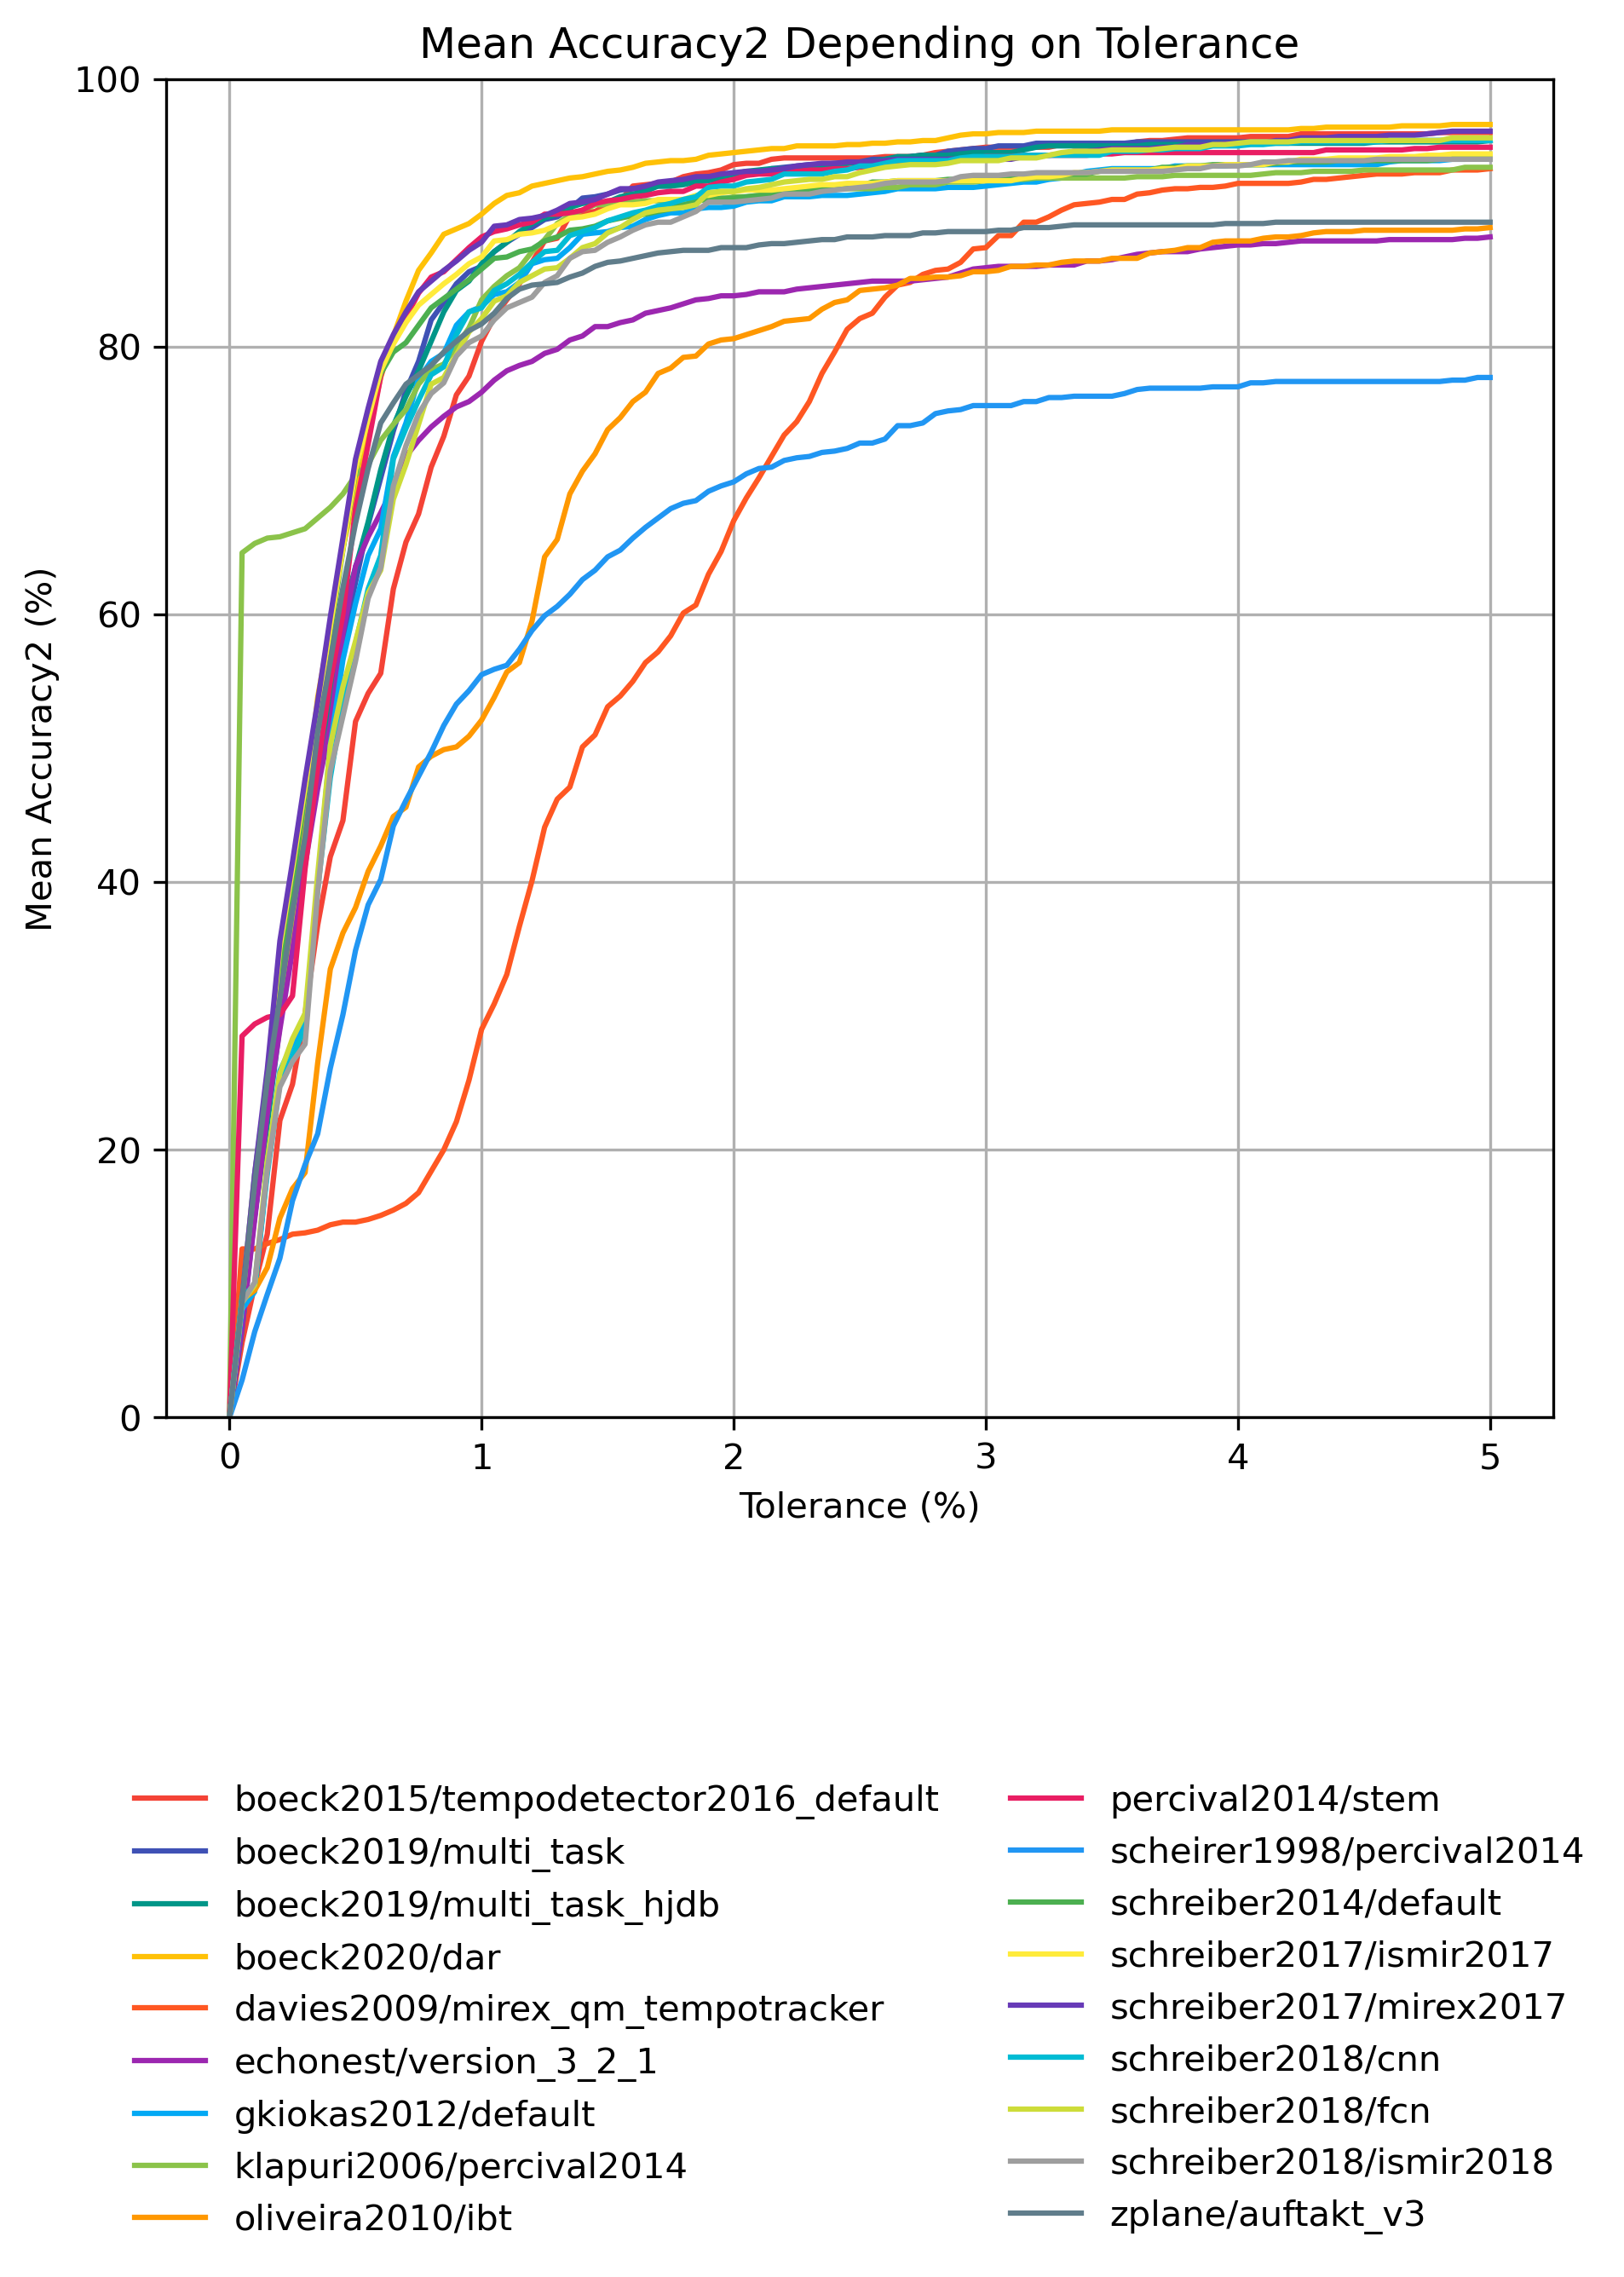 Mean Accuracy2 Depending on Tolerance
100
80
60
40
20
0
Mean Accuracy2 (%)
0 1 2 3 4 5
Tolerance (%)
boeck2015/tempodetector2016_default
boeck2019/multi_task
boeck2019/multi_task_hjdb
boeck2020/dar
davies2009/mirex_qm_tempotracker
echonest/version_3_2_1
gkiokas2012/default
klapuri2006/percival2014
oliveira2010/ibt
percival2014/stem
scheirer1998/percival2014
schreiber2014/default
schreiber2017/ismir2017
schreiber2017/mirex2017
schreiber2018/cnn
schreiber2018/fcn
schreiber2018/ismir2018
zplane/auftakt_v3